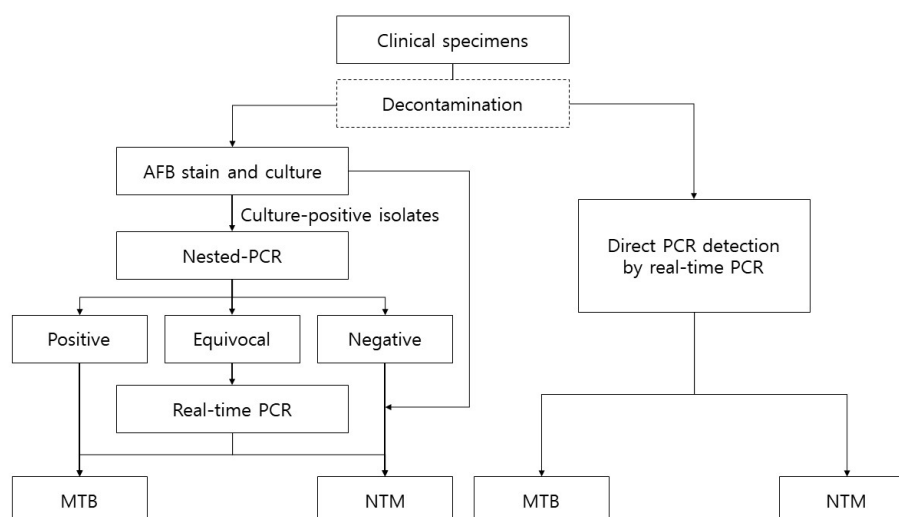 Clinical specimens
Decontamination
AFB stain and culture
Culture-positive isolates
Nested-PCR
Direct PCR detection
by real-time PCR
Positive
Equivocal
Negative
Real-time PCR
MTB
NTM
MTB
NTM